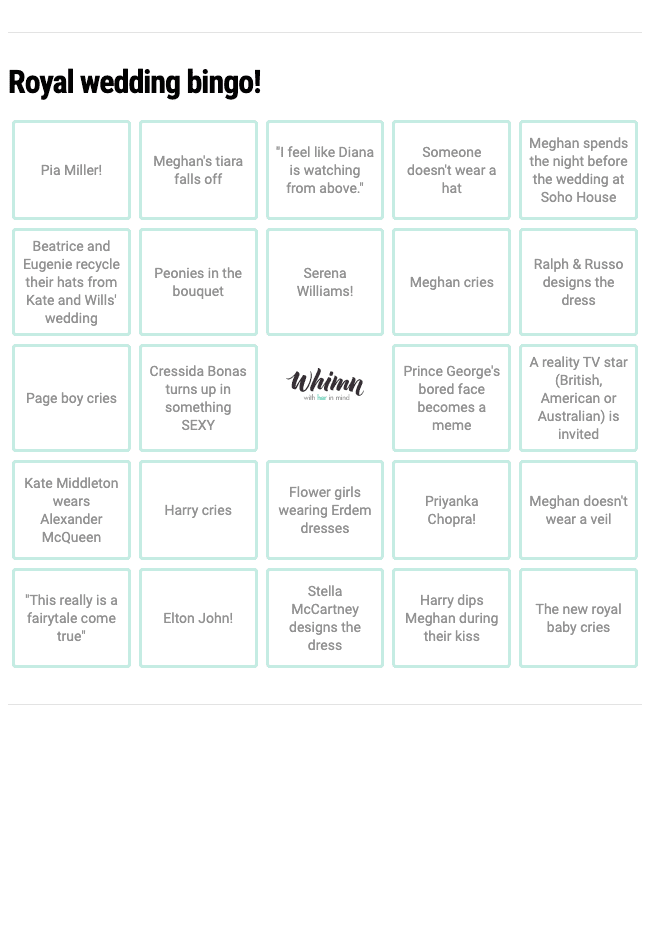 Royal wedding bingo!
Pia Miller!
Meghan's tiara
falls off
"I feel like Diana
is watching
from above."
Someone
doesn't wear a
hat
Meghan spends
the night before
the wedding at
Soho House
Beatrice and
Eugenie recycle
their hats from
Kate and Wills'
wedding
Peonies in the
bouquet
Serena
Williams!
Meghan cries
Ralph & Russo
designs the
dress
Page boy cries
Cressida Bonas
turns up in
something
SEXY
Whimn
with her in mind
Prince George's
bored face
becomes a
meme
A reality TV star
(British,
American or
Australian) is
invited
Kate Middleton
wears
Alexander
McQueen
Harry cries
Flower girls
wearing Erdem
dresses
Priyanka
Chopra!
Meghan doesn't
wear a veil
"This really is a
fairytale come
true"
Elton John!
Stella
McCartney
designs the
dress
Harry dips
Meghan during
their kiss
The new royal
baby cries